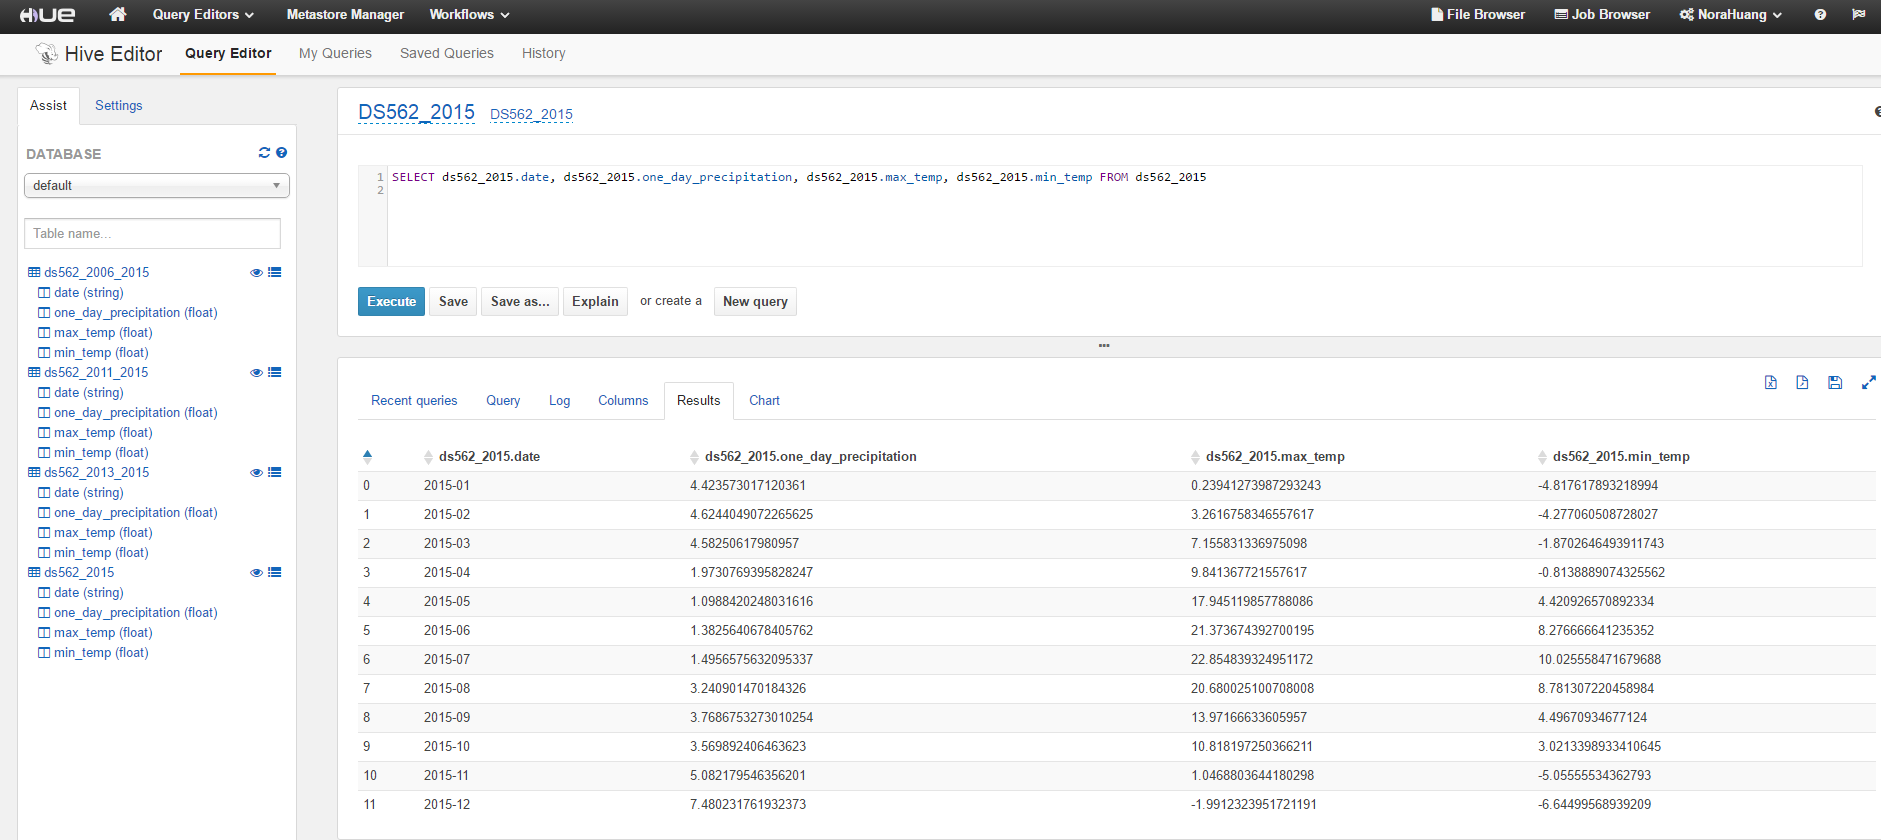 HUE Query Editors Metastore Manager Workflows File Browser Job Browser NoraHuang
Hive Editor Query Editor My Queries Saved Queries History
Assist Settings
DATABASE
default
Table name...
ds562_2006_2015
date (string)
one_day_precipitation (float)
max_temp (float)
min_temp (float)
ds562_2011_2015
date (string)
one_day_precipitation (float)
max_temp (float)
min_temp (float)
ds562_2013_2015
date (string)
one_day_precipitation (float)
max_temp (float)
min_temp (float)
ds562_2015
date (string)
one_day_precipitation (float)
max_temp (float)
min_temp (float)
DS562_2015 DS562_2015
1 SELECT ds562_2015.date, ds562_2015.one_day_precipitation, ds562_2015.max_temp, ds562_2015.min_temp FROM ds562_2015
2
Execute Save Save as... Explain or create a New query
Recent queries Query Log Columns Results Chart
ds562_2015.date ds562_2015.one_day_precipitation ds562_2015.max_temp ds562_2015.min_temp
0 2015-01 4.423573017120361 0.23941273987293243 -4.817617893218994
1 2015-02 4.6244049072265625 3.2616758346557617 -4.277060508728027
2 2015-03 4.58250617980957 7.155831336975098 -1.8702646493911743
3 2015-04 1.9730769395828247 9.841367721557617 -0.8138889074325562
4 2015-05 1.0988420248031616 17.945119857788086 4.420926570892334
5 2015-06 1.3825640678405762 21.373674392700195 8.276666641235352
6 2015-07 1.4956575632095337 22.854839324951172 10.025558471679688
7 2015-08 3.240901470184326 20.680025100708008 8.781307220458984
8 2015-09 3.7686753273010254 13.97166633605957 4.49670934677124
9 2015-10 3.569892406463623 10.818197250366211 3.0213398933410645
10 2015-11 5.082179546356201 1.0468803644180298 -5.05555534362793
11 2015-12 7.480231761932373 -1.9912323951721191 -6.64499568939209